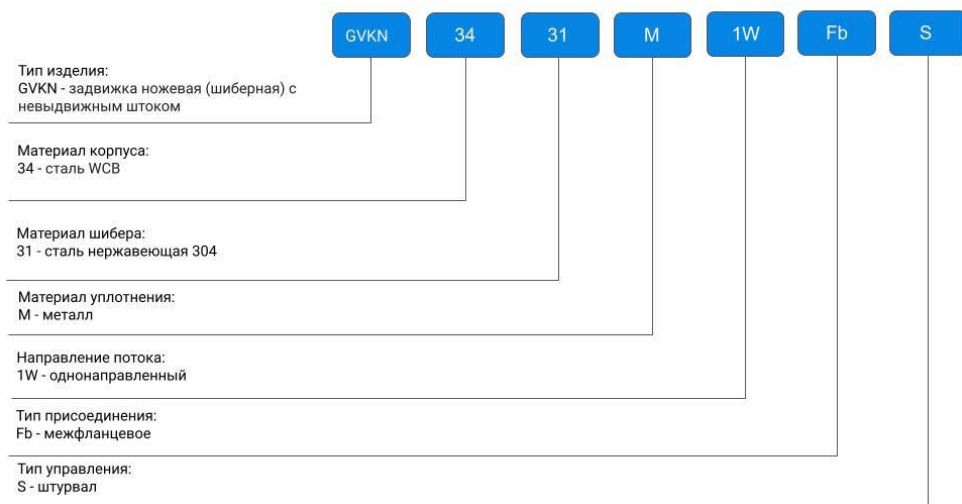 GVKN 34 31 M 1W Fb S
Тип изделия:
GVKN - задвижка ножевая (шиберная) с
невыдвижным штоком
Материал корпуса:
34 - сталь WCB
Материал шибера:
31 - сталь нержавеющая 304
Материал уплотнения:
М - металл
Направление потока:
1W - однонаправленный
Тип присоединения:
Fb - межфланцевое
Тип управления:
S - штурвал